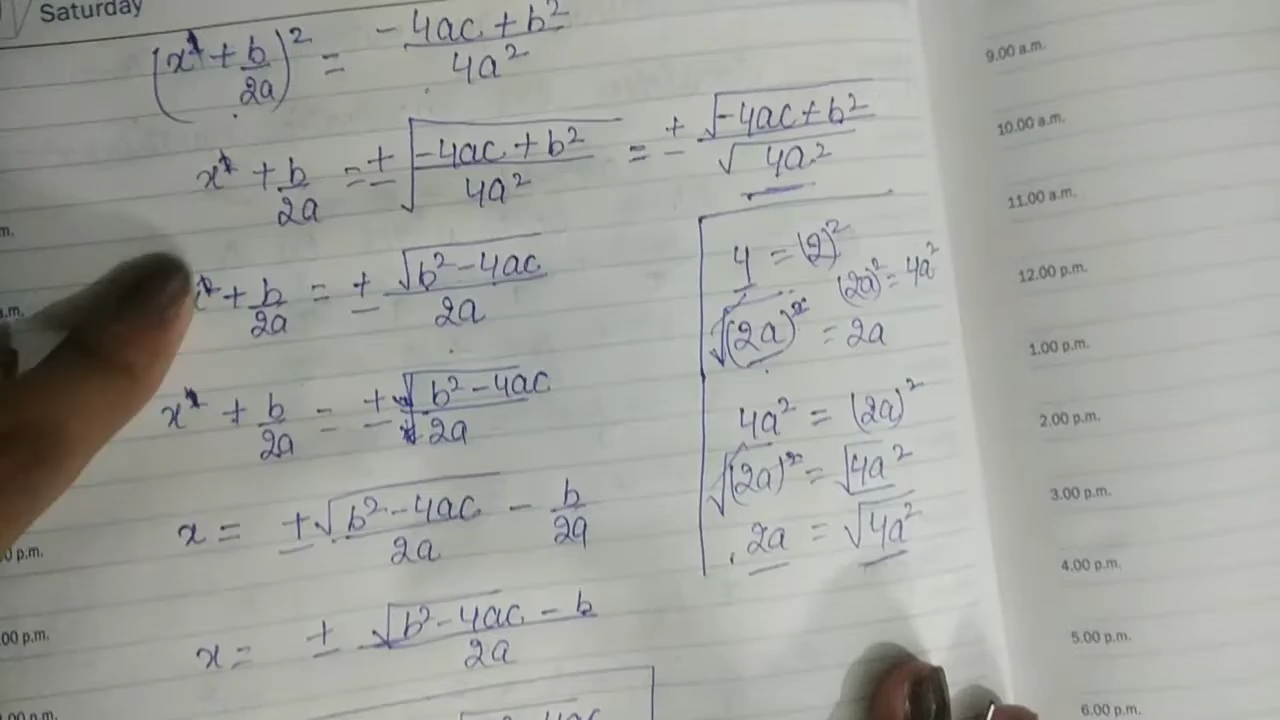 Saturday
(x + b/2a)² = -4ac + b²/4a²
x + b/2a = ± √(-4ac + b²/4a²) = ± √(-4ac + b²)/√(4a²)
x + b/2a = ± √(b² - 4ac)/2a
x + b/2a = ± √(b² - 4ac)/2a
x = ± √(b² - 4ac)/2a - b/2a
x = ± √(b² - 4ac) - b/2a
4 = (2)²
(2a)² = 4a²
√(2a)² = 2a
4a² = (2a)²
√(2a)² = √4a²
2a = √4a²
9.00 a.m.
10.00 a.m.
11.00 a.m.
12.00 p.m.
1.00 p.m.
2.00 p.m.
3.00 p.m.
4.00 p.m.
5.00 p.m.
6.00 p.m.